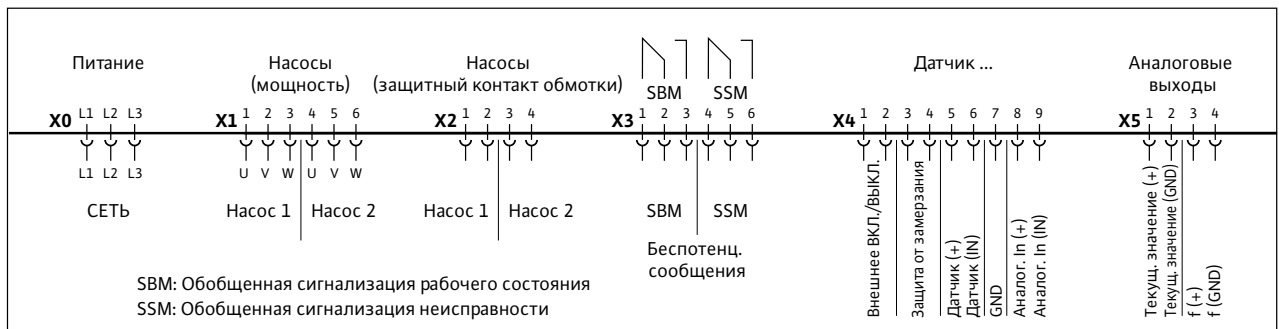 Питание
Насосы
(мощность)
Насосы
(защитный контакт обмотки)
SBM
SSM
Датчик ...
Аналоговые
выходы
X0 L1 L2 L3
X1 1 2 3 4 5 6
X2 1 2 3 4
X3 1 2 3 4 5 6
X4 1 2 3 4 5 6 7 8 9
X5 1 2 3 4
L1 L2 L3
U V W U V W
СЕТЬ
Насос 1
Насос 2
Насос 1
Насос 2
SBM
SSM
Беспотенц.
сообщения
Внешнее ВКЛ./ВЫКЛ.
Защита от замерзания
Датчик (+)
Датчик (IN)
GND
Аналог. In (+)
Аналог. In (IN)
Текущ. значение (+)
Текущ. значение (GND)
f (+)
f (GND)
SBM: Обобщенная сигнализация рабочего состояния
SSM: Обобщенная сигнализация неисправности